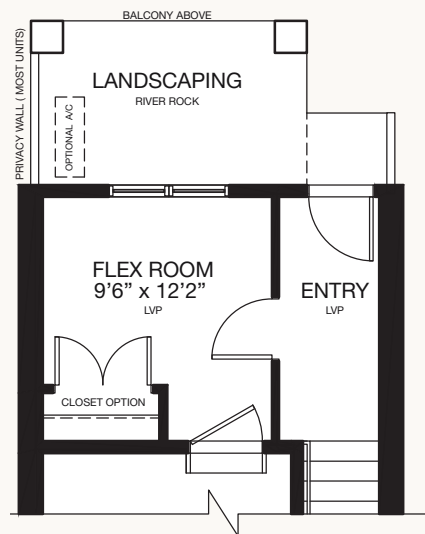 BALCONY ABOVE
PRIVACY WALL ( MOST UNITS)
LANDSCAPING
RIVER ROCK
OPTIONAL A/C
FLEX ROOM
9’6” x 12’2”
LVP
ENTRY
LVP
CLOSET OPTION